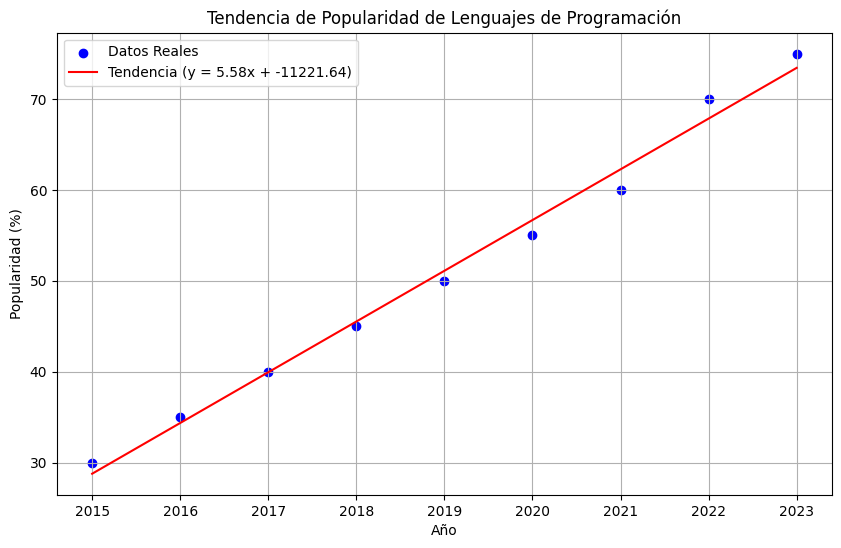 Tendencia de Popularidad de Lenguajes de Programación
Datos Reales
Tendencia (y = 5.58x + -11221.64)
Popularidad (%)
70
60
50
40
30
2015 2016 2017 2018 2019 2020 2021 2022 2023
Año